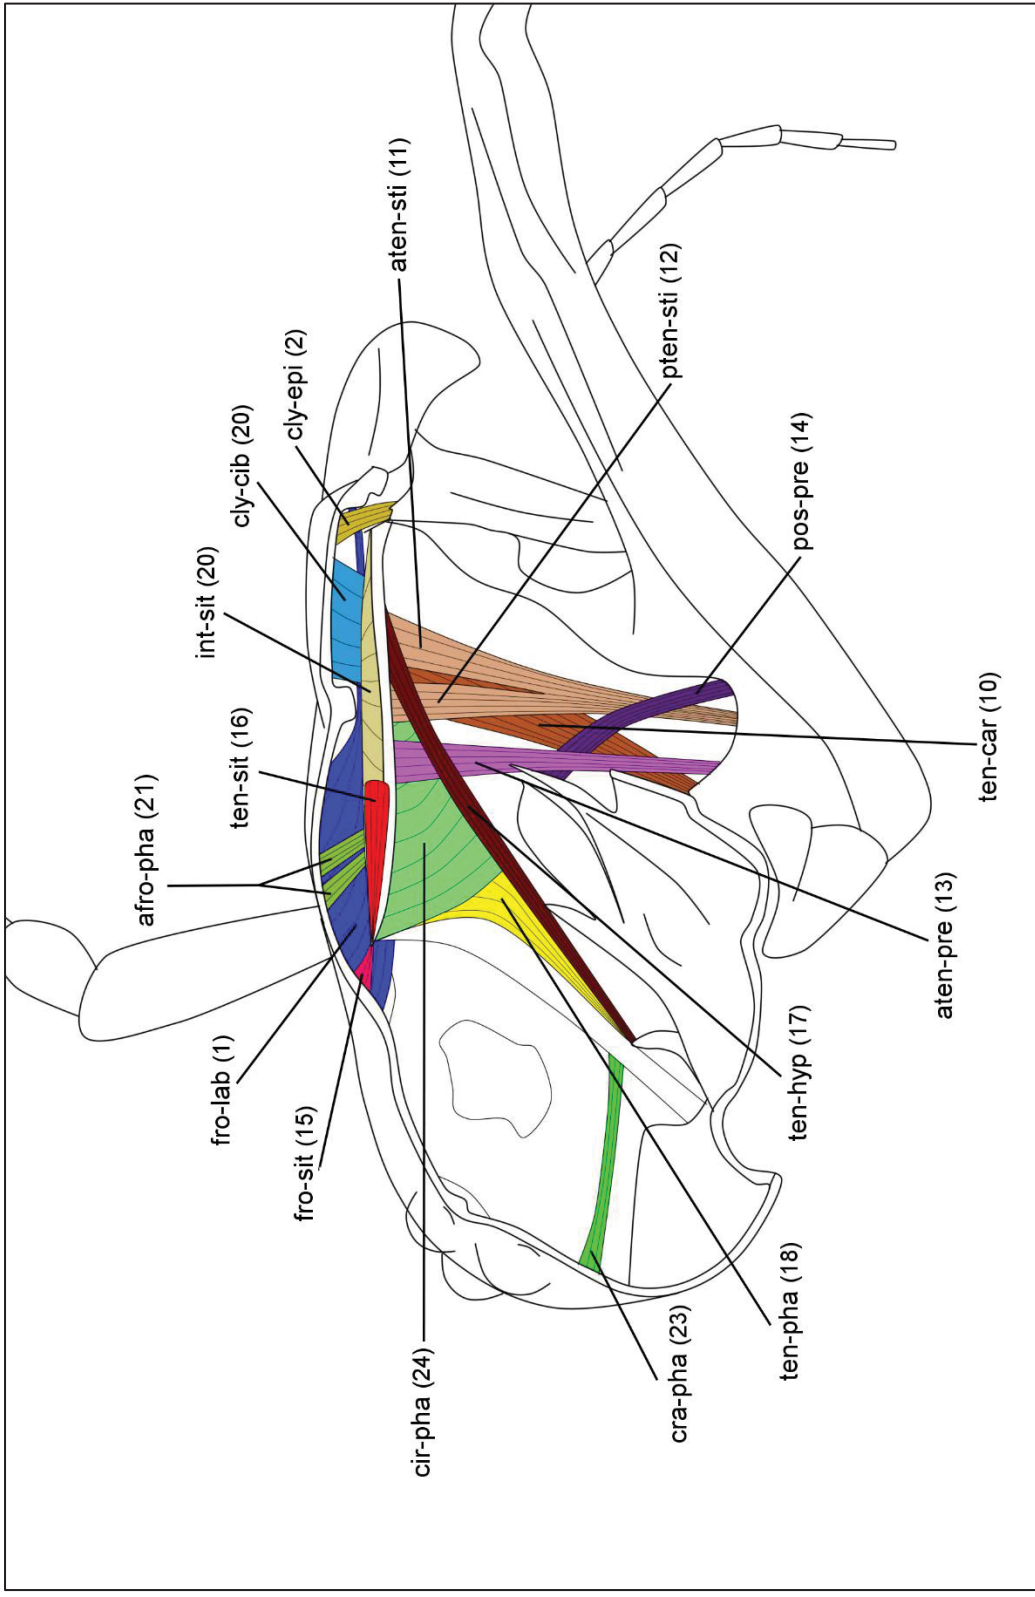 aten-sti (11)
cly-epi (2)
cly-cib (20)
int-sit (20)
ten-sit (16)
afro-pha (21)
fro-lab (1)
fro-sit (15)
cir-pha (24)
cra-pha (23)
ten-pha (18)
ten-hyp (17)
aten-pre (13)
ten-car (10)
pos-pre (14)
pten-sti (12)